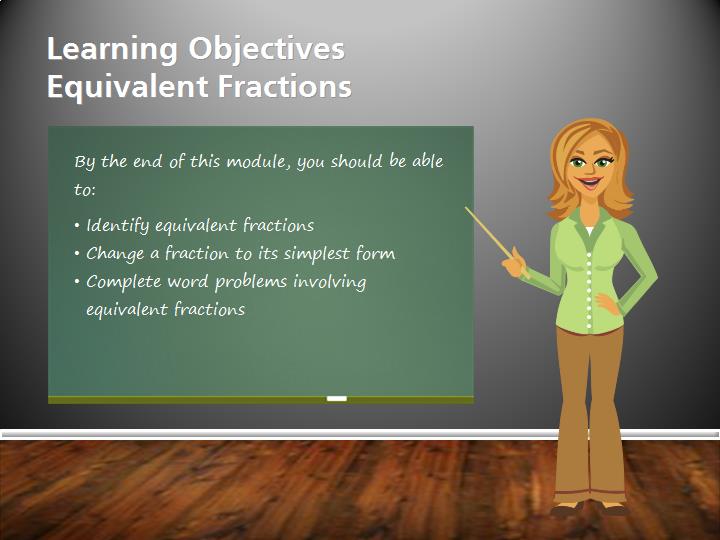 Learning Objectives
Equivalent Fractions
By the end of this module, you should be able
to:
• Identify equivalent fractions
• Change a fraction to its simplest form
• Complete word problems involving
equivalent fractions